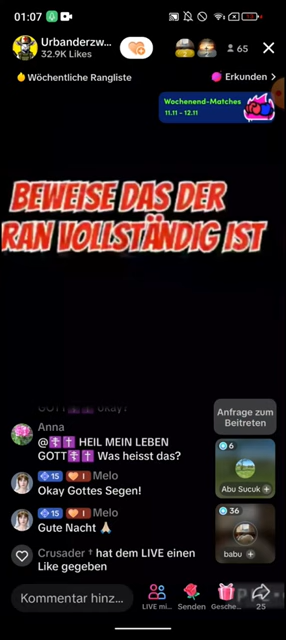 01:07
Urbanderzw...
32.9K Likes
65
Wöchentliche Rangliste
Erkunden
Wochenend-Matches
11.11 - 12.11
BEWEISE DAS DER
RAN VOLLSTÄNDIG IST
Anfrage zum
Beitreten
Anna
@☦️✝️ HEIL MEIN LEBEN
GOTT☦️✝️ Was heisst das?
6
Abu Sucuk
15 I Melo
Okay Gottes Segen!
15 I Melo
Gute Nacht 🙏🏻
36
babu
Crusader † hat dem LIVE einen
Like gegeben
Kommentar hinz...
LIVE mi...
Senden
Gesche...
25